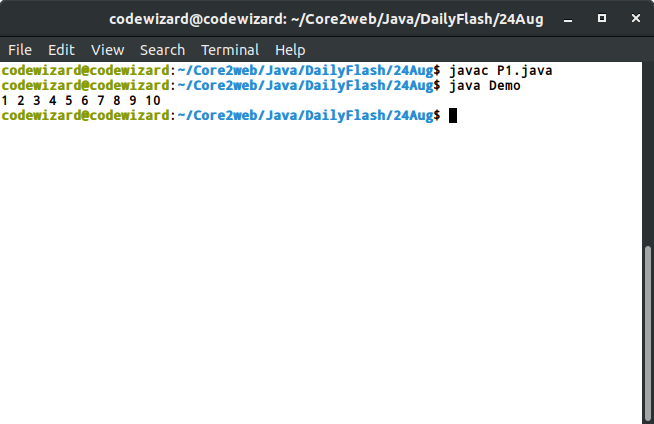 codewizard@codewizard: ~/Core2web/Java/DailyFlash/24Aug
File Edit View Search Terminal Help
codewizard@codewizard:~/Core2web/Java/DailyFlash/24Aug$ javac P1.java
codewizard@codewizard:~/Core2web/Java/DailyFlash/24Aug$ java Demo
1 2 3 4 5 6 7 8 9 10
codewizard@codewizard:~/Core2web/Java/DailyFlash/24Aug$